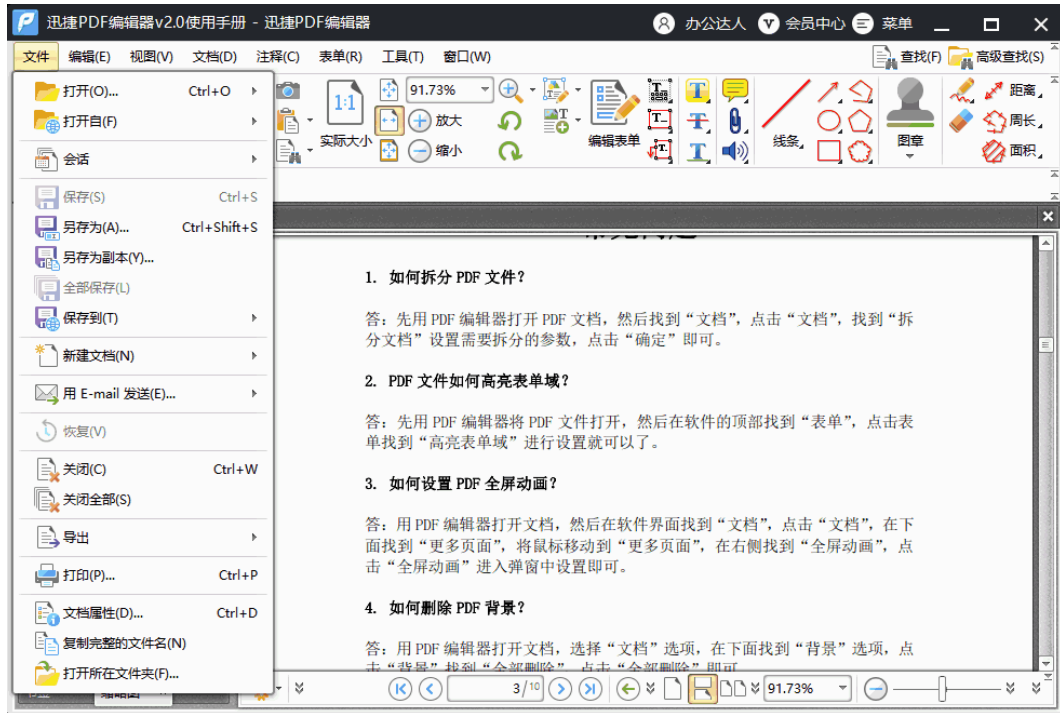 迅捷PDF编辑器v2.0使用手册 - 迅捷PDF编辑器
办公达人 会员中心 菜单
文件 编辑(E) 视图(V) 文档(D) 注释(C) 表单(R) 工具(T) 窗口(W)
查找(F) 高级查找(S)
打开(O)... Ctrl+O
打开自(F)
会话
保存(S) Ctrl+S
另存为(A)... Ctrl+Shift+S
另存为副本(Y)...
全部保存(L)
保存到(T)
新建文档(N)
用 E-mail 发送(E)...
恢复(V)
关闭(C) Ctrl+W
关闭全部(S)
导出
打印(P)... Ctrl+P
文档属性(D)... Ctrl+D
复制完整的文件名(N)
打开所在文件夹(F)...
1:1
实际大小
91.73%
放大
缩小
编辑表单
线条
图章
距离
周长
面积
1. 如何拆分 PDF 文件？
答：先用 PDF 编辑器打开 PDF 文档，然后找到“文档”，点击“文档”，找到“拆
分文档”设置需要拆分的参数，点击“确定”即可。
2. PDF 文件如何高亮表单域？
答：先用 PDF 编辑器将 PDF 文件打开，然后在软件的顶部找到“表单”，点击表
单找到“高亮表单域”进行设置就可以了。
3. 如何设置 PDF 全屏动画？
答：用 PDF 编辑器打开文档，然后在软件界面找到“文档”，点击“文档”，在下
面找到“更多页面”，将鼠标移动到“更多页面”，在右侧找到“全屏动画”，点
击“全屏动画”进入弹窗中设置即可。
4. 如何删除 PDF 背景？
答：用 PDF 编辑器打开文档，选择“文档”选项，在下面找到“背景”选项，点
击“背景”找到“全部删除”，点击“全部删除”即可
3/10
91.73%